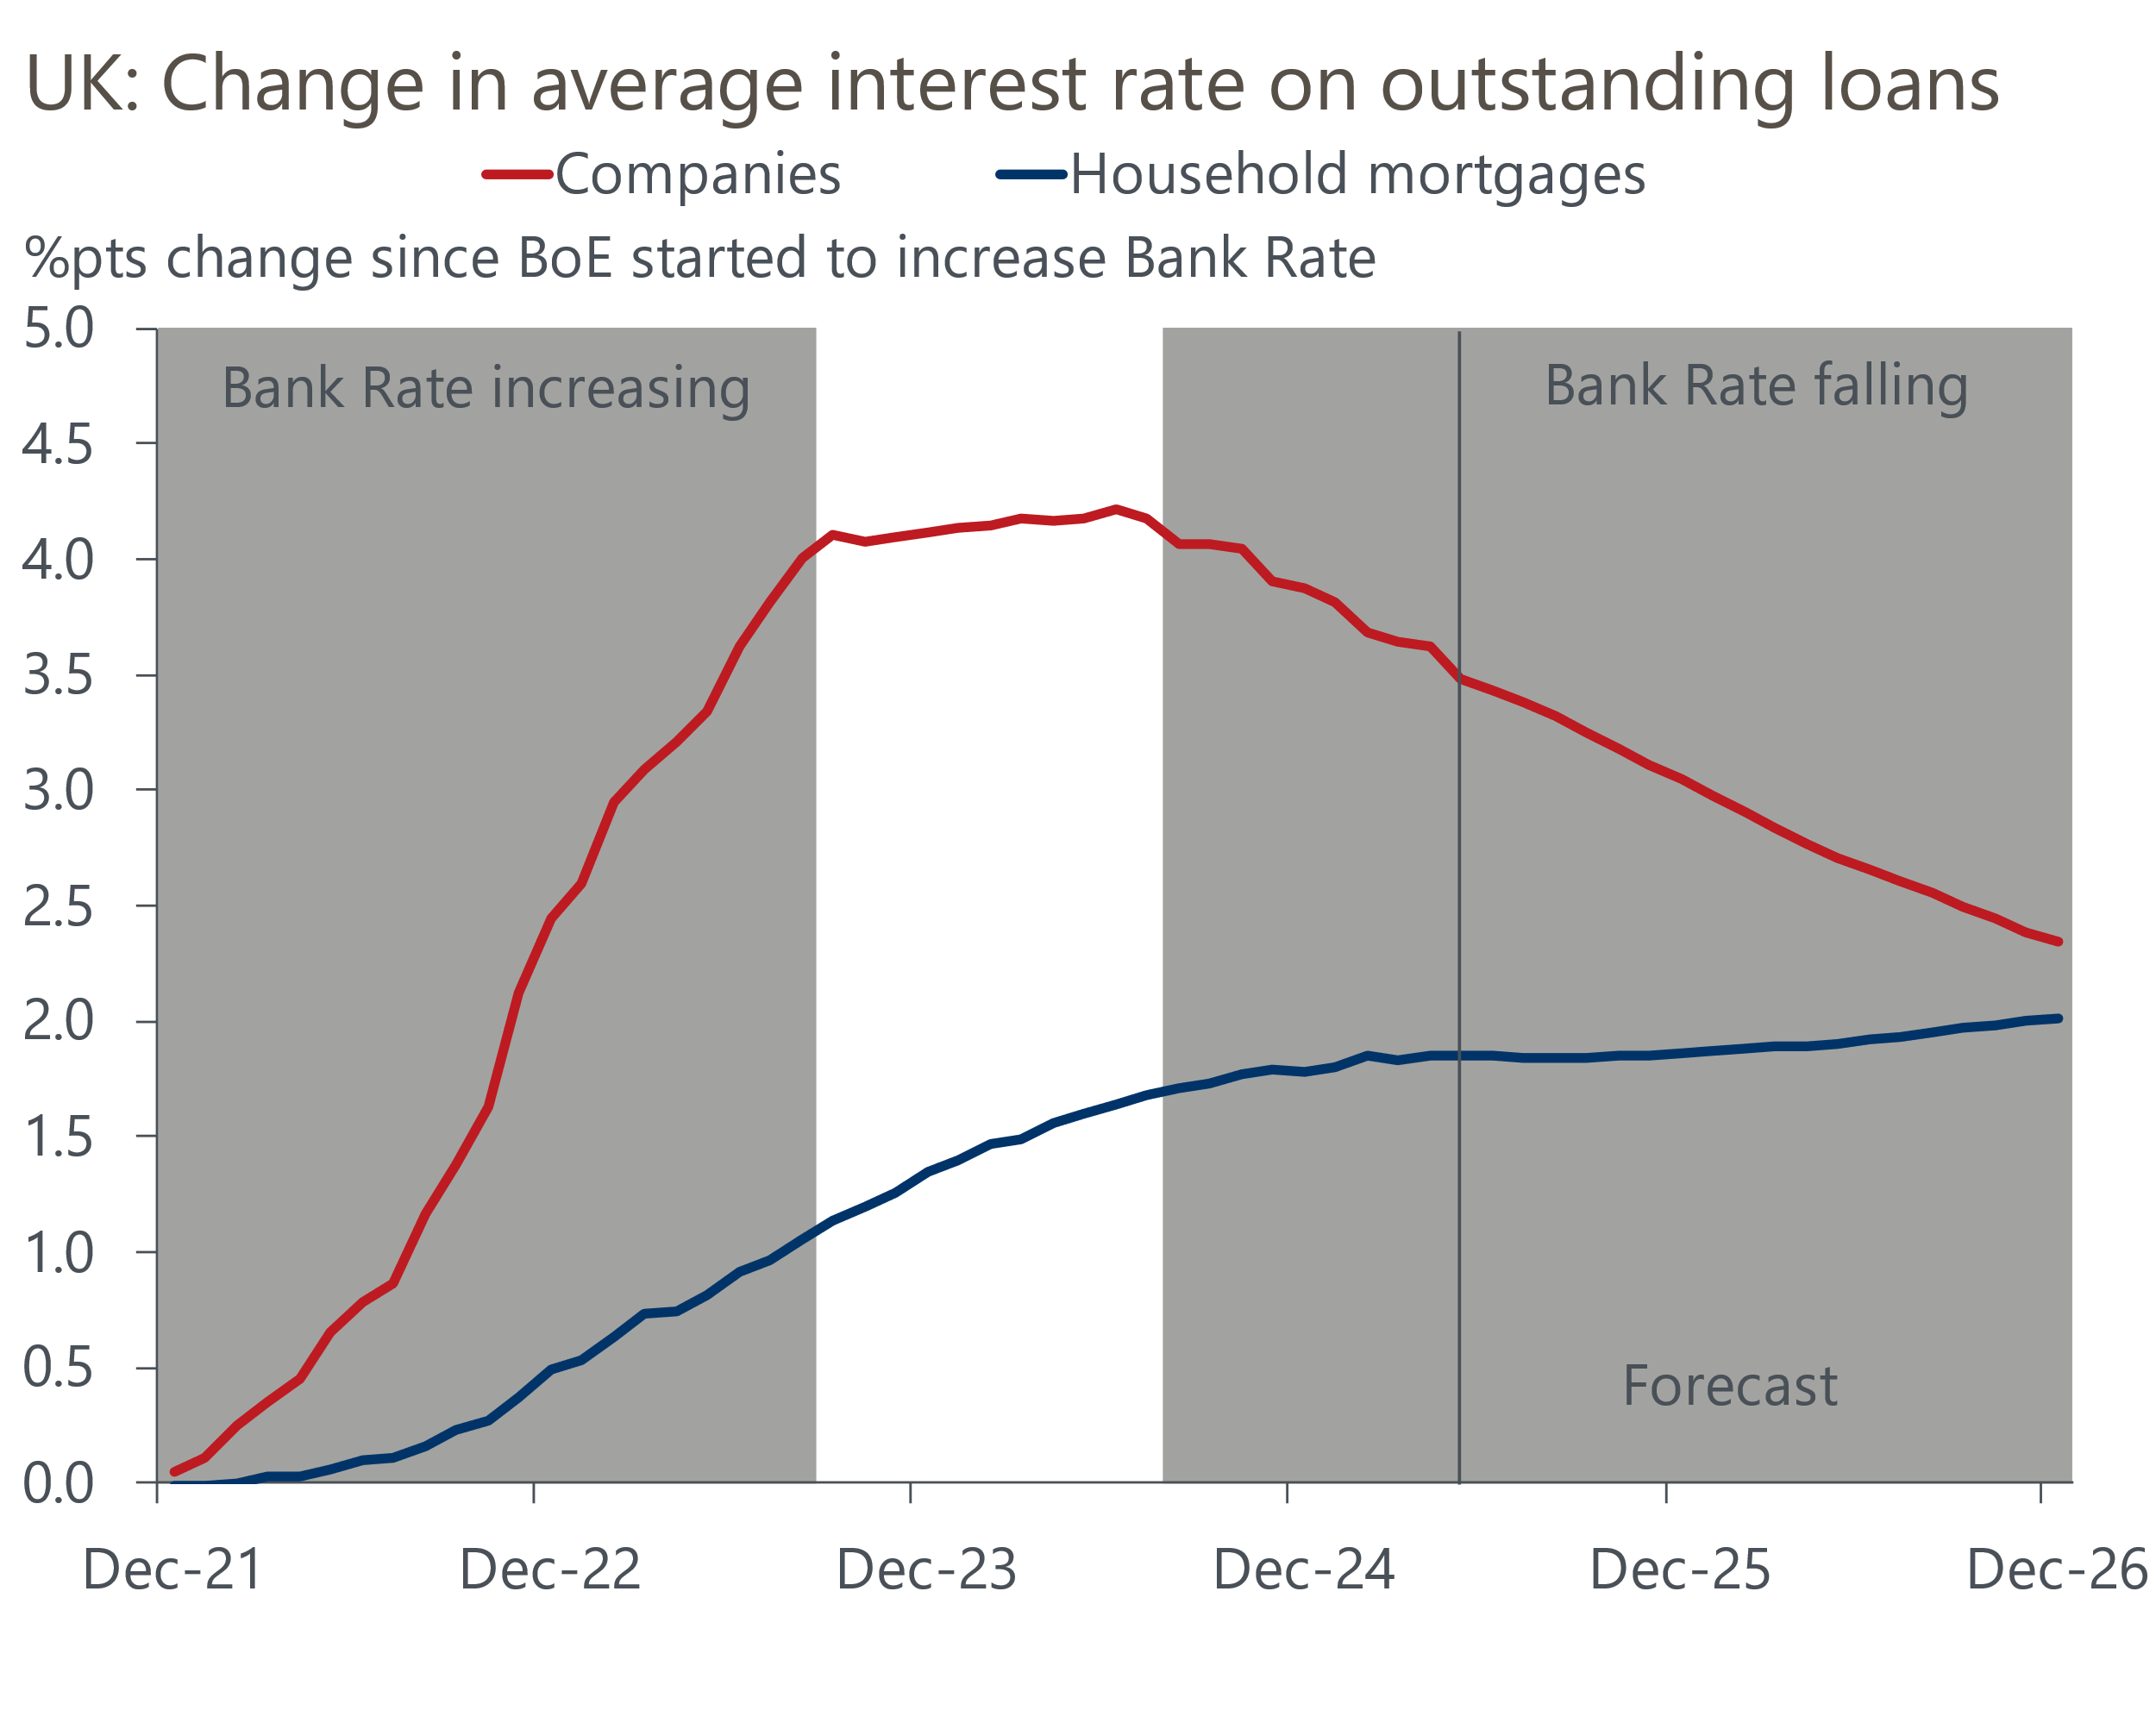 UK: Change in average interest rate on outstanding loans
Companies Household mortgages
%pts change since BoE started to increase Bank Rate
5.0
Bank Rate increasing Bank Rate falling
4.5
4.0
3.5
3.0
2.5
2.0
1.5
1.0
0.5
Forecast
0.0
Dec-21 Dec-22 Dec-23 Dec-24 Dec-25 Dec-26